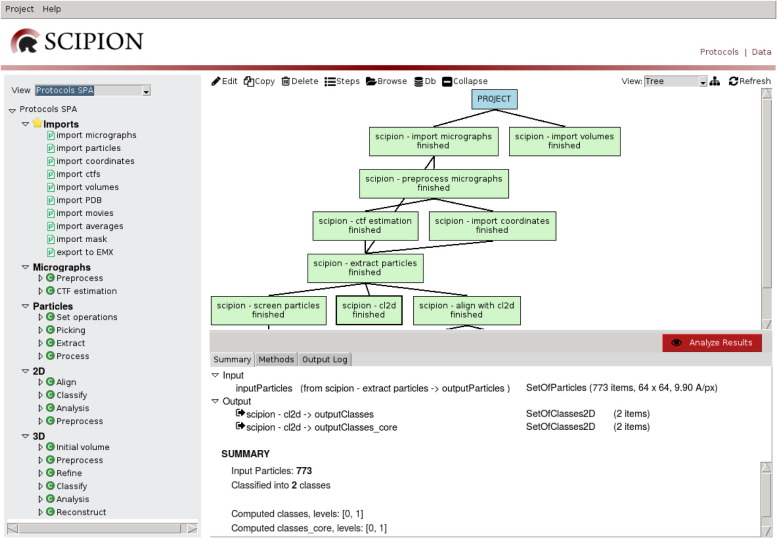 Project Help
SCIPION
Protocols | Data
View Protocols SPA
Edit Copy Delete Steps Browse Db Collapse View: Tree Refresh
Protocols SPA
Imports
import micrographs
import particles
import coordinates
import ctfs
import volumes
import PDB
import movies
import averages
import mask
export to EMX
Micrographs
Preprocess
CTF estimation
Particles
Set operations
Picking
Extract
Process
2D
Align
Classify
Analysis
Preprocess
3D
Initial volume
Preprocess
Refine
Classify
Analysis
Reconstruct
PROJECT
scipion - import micrographs
finished
scipion - import volumes
finished
scipion - preprocess micrographs
finished
scipion - ctf estimation
finished
scipion - import coordinates
finished
scipion - extract particles
finished
scipion - screen particles
finished
scipion - cl2d
finished
scipion - align with cl2d
finished
Analyze Results
Summary Methods Output Log
Input
inputParticles (from scipion - extract particles -> outputParticles ) SetOfParticles (773 items, 64 x 64, 9.90 A/px)
Output
scipion - cl2d -> outputClasses SetOfClasses2D (2 items)
scipion - cl2d -> outputClasses_core SetOfClasses2D (2 items)
SUMMARY
Input Particles: 773
Classified into 2 classes
Computed classes, levels: [0, 1]
Computed classes_core, levels: [0, 1]